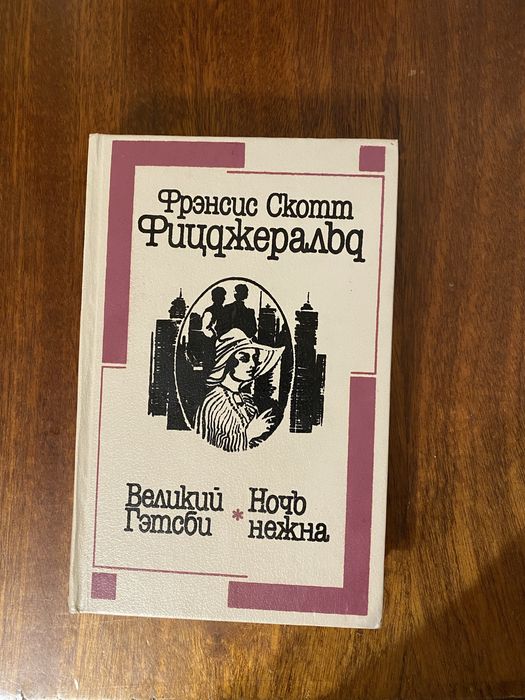 Фрэнсис Скотт
Фицджеральд
Великий
Гэтсби
*
Ночь
нежна